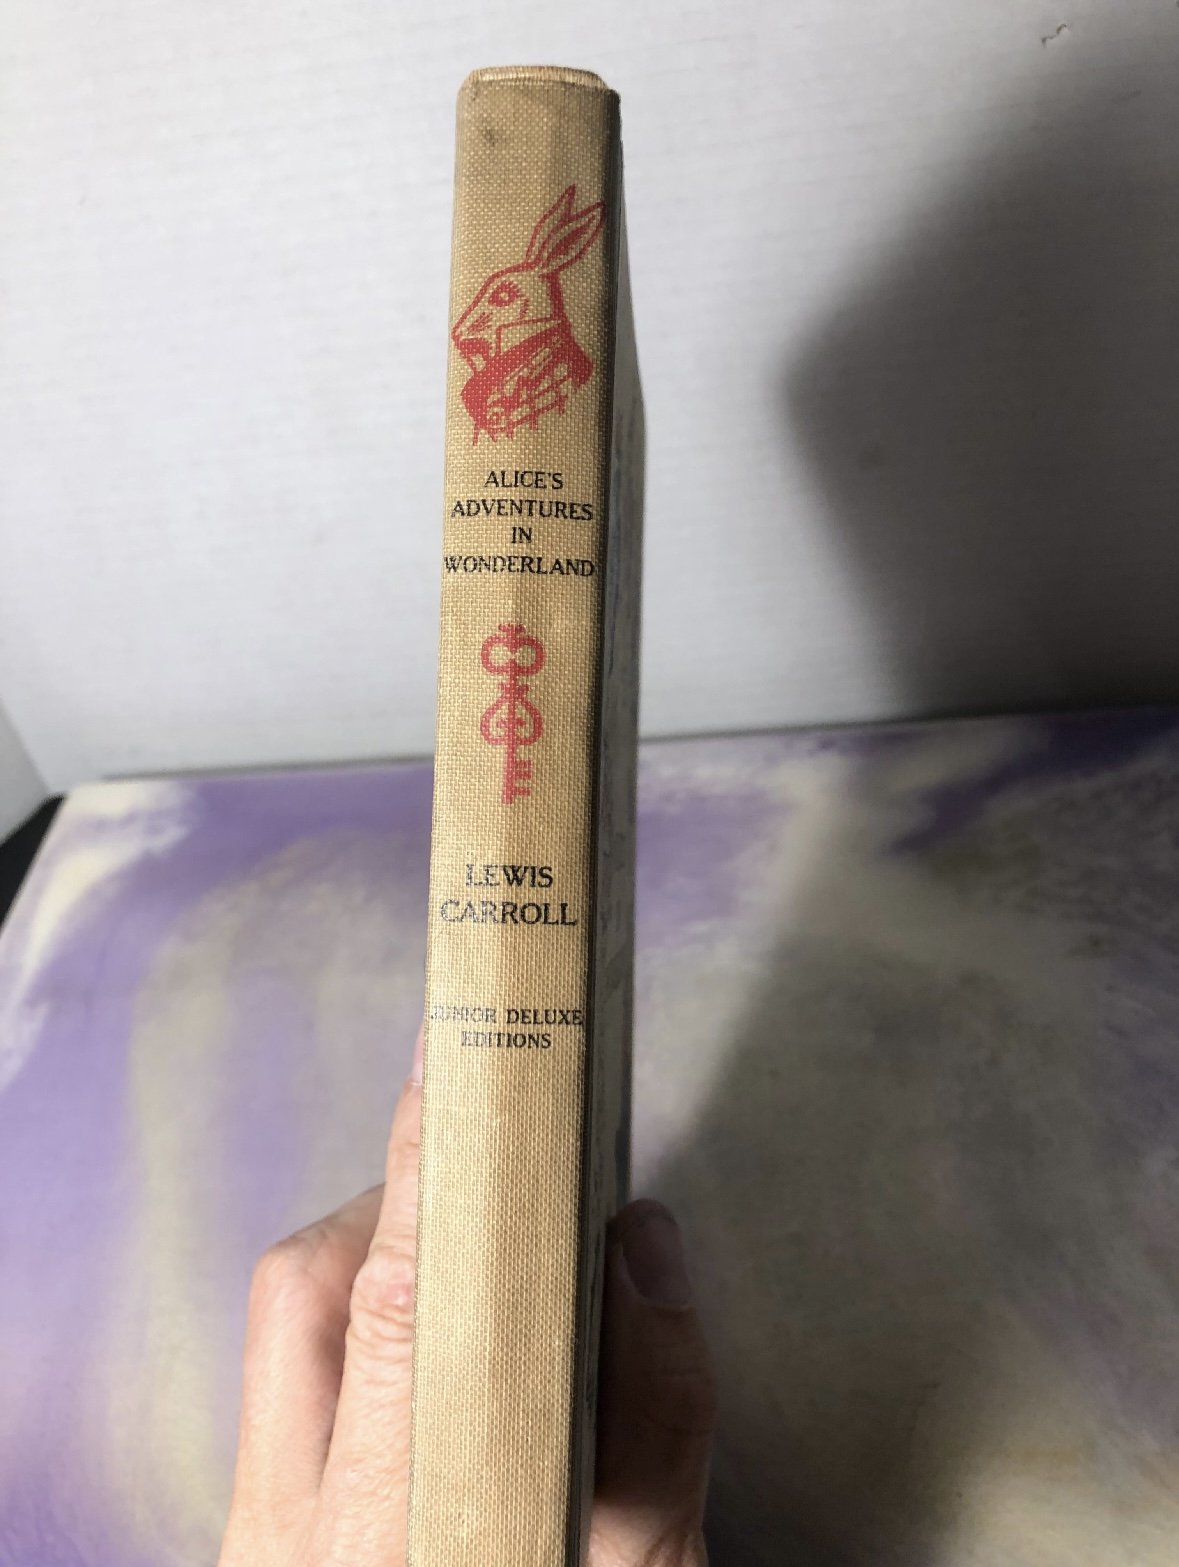 ALICE'S
ADVENTURES
IN
WONDERLAND
LEWIS
CARROLL
JUNIOR DELUXE
EDITIONS